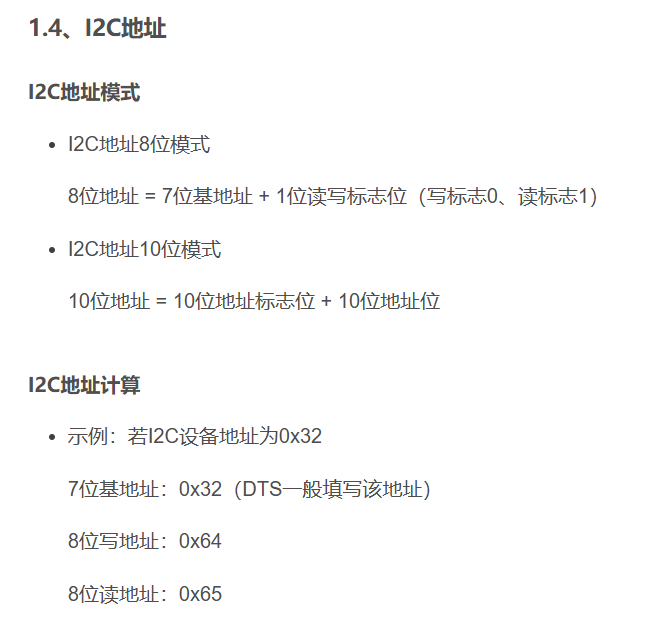 1.4、I2C地址
I2C地址模式
• I2C地址8位模式
8位地址 = 7位基地址 + 1位读写标志位（写标志0、读标志1）
• I2C地址10位模式
10位地址 = 10位地址标志位 + 10位地址位
I2C地址计算
• 示例：若I2C设备地址为0x32
7位基地址：0x32（DTS一般填写该地址）
8位写地址：0x64
8位读地址：0x65